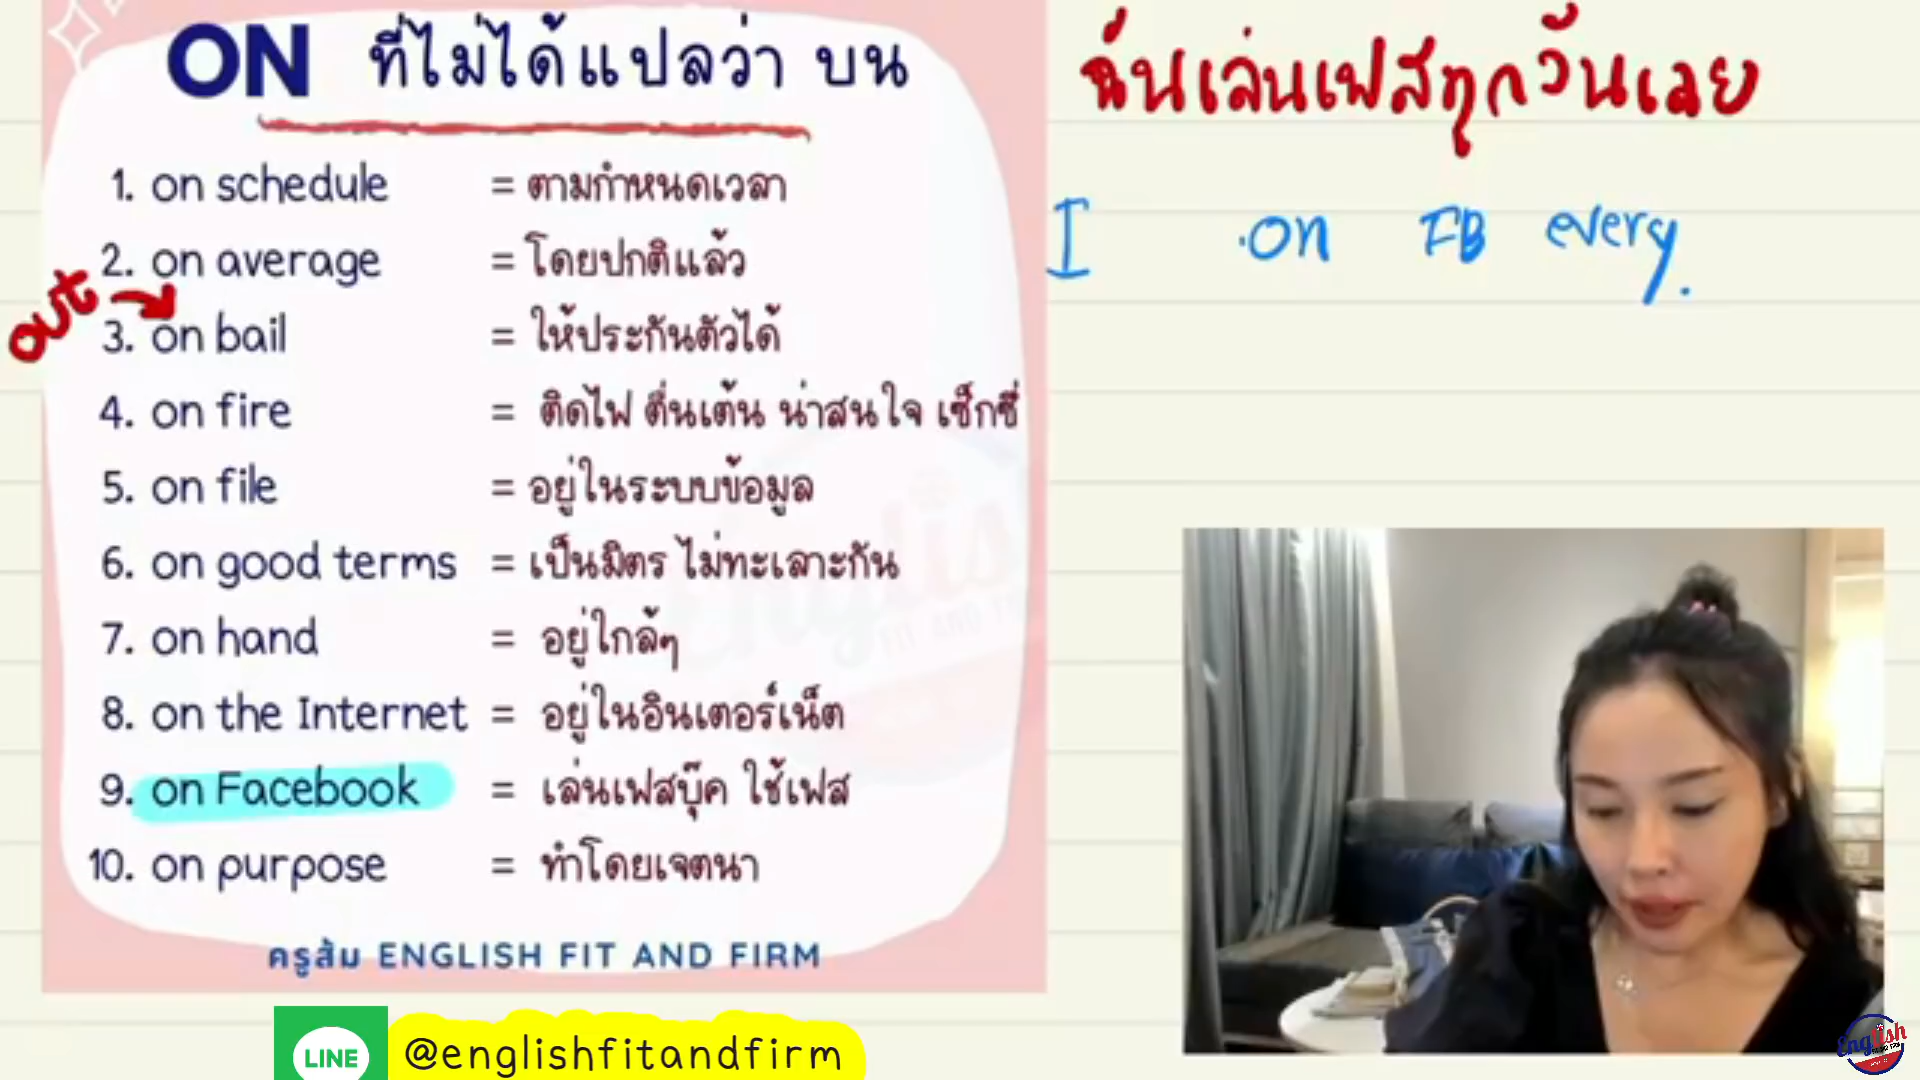 ON ที่ไม่ได้แปลว่า บน
1. on schedule = ตามกำหนดเวลา
2. on average = โดยปกติแล้ว
out
3. on bail = ให้ประกันตัวได้
4. on fire = ติดไฟ ตื่นเต้น น่าสนใจ เซ็กซี่
5. on file = อยู่ในระบบข้อมูล
6. on good terms = เป็นมิตร ไม่ทะเลาะกัน
7. on hand = อยู่ใกล้ๆ
8. on the Internet = อยู่ในอินเตอร์เน็ต
9. on Facebook = เล่นเฟสบุ๊ค ใช้เฟส
10. on purpose = ทำโดยเจตนา
ครูส้ม ENGLISH FIT AND FIRM
LINE @englishfitandfirm
ฉันเล่นเฟสทุกวันเลย
I on FB every.
English